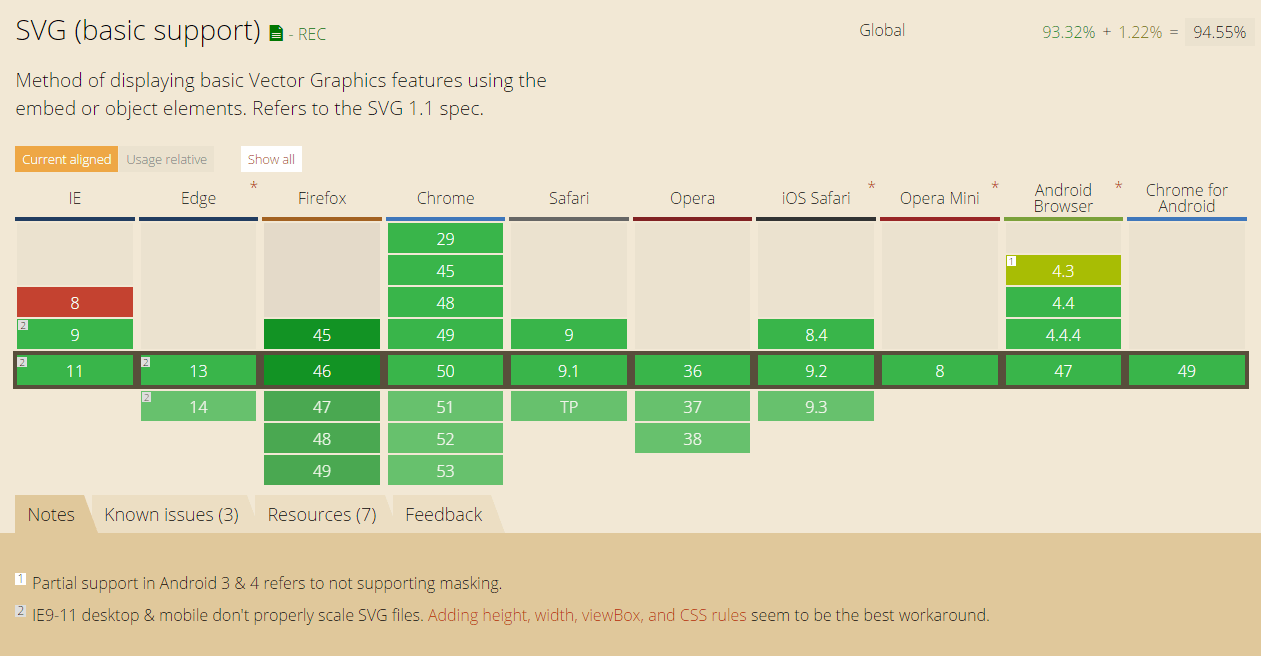 SVG (basic support) - REC
Global
93.32% + 1.22% = 94.55%
Method of displaying basic Vector Graphics features using the
embed or object elements. Refers to the SVG 1.1 spec.
Current aligned Usage relative Show all
IE Edge * Firefox Chrome Safari Opera iOS Safari * Opera Mini * Android Browser * Chrome for Android
29
45 1 4.3
8 48 4.4
2 9 45 49 9 8.4 4.4.4
2 11 2 13 46 50 9.1 36 9.2 8 47 49
2 14 47 51 TP 37 9.3
48 52 38
49 53
Notes Known issues (3) Resources (7) Feedback
1 Partial support in Android 3 & 4 refers to not supporting masking.
2 IE9-11 desktop & mobile don't properly scale SVG files. Adding height, width, viewBox, and CSS rules seem to be the best workaround.